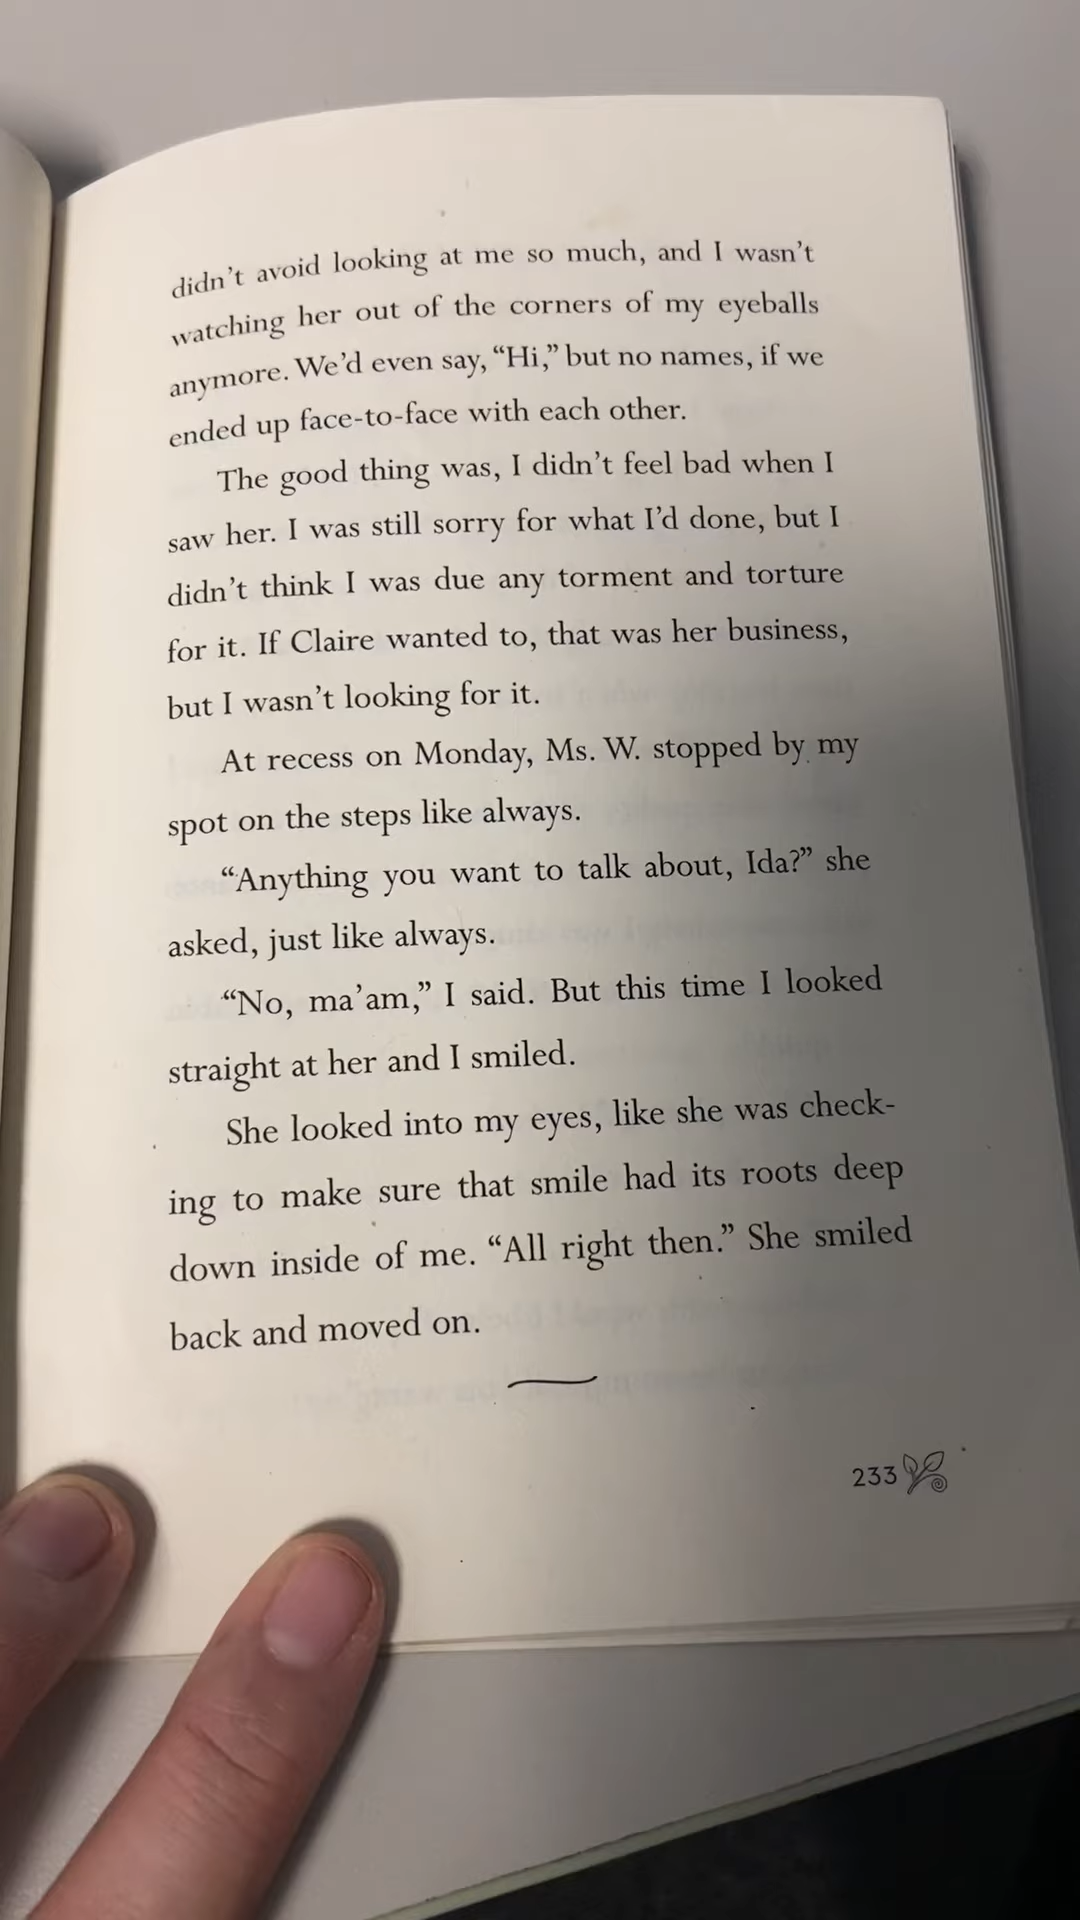 didn’t avoid looking at me so much, and I wasn’t
watching her out of the corners of my eyeballs
anymore. We’d even say, “Hi,” but no names, if we
ended up face-to-face with each other.
The good thing was, I didn’t feel bad when I
saw her. I was still sorry for what I’d done, but I
didn’t think I was due any torment and torture
for it. If Claire wanted to, that was her business,
but I wasn’t looking for it.
At recess on Monday, Ms. W. stopped by my
spot on the steps like always.
“Anything you want to talk about, Ida?” she
asked, just like always.
“No, ma’am,” I said. But this time I looked
straight at her and I smiled.
She looked into my eyes, like she was check-
ing to make sure that smile had its roots deep
down inside of me. “All right then.” She smiled
back and moved on.
233